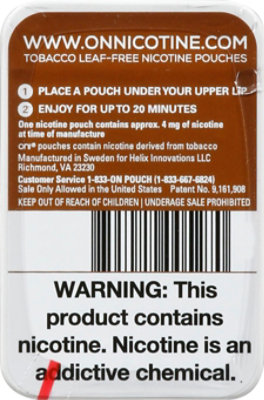 WWW.ONNICOTINE.COM
TOBACCO LEAF-FREE NICOTINE POUCHES
1 PLACE A POUCH UNDER YOUR UPPER LIP
2 ENJOY FOR UP TO 20 MINUTES
One nicotine pouch contains approx. 4 mg of nicotine
at time of manufacture
on!® pouches contain nicotine derived from tobacco
Manufactured in Sweden for Helix Innovations LLC
Richmond, VA 23230
Customer Service 1-833-ON POUCH (1-833-667-6824)
Sale Only Allowed in the United States Patent No. 9,161,908
KEEP OUT OF REACH OF CHILDREN | UNDERAGE SALE PROHIBITED
WARNING: This
product contains
nicotine. Nicotine is an
addictive chemical.